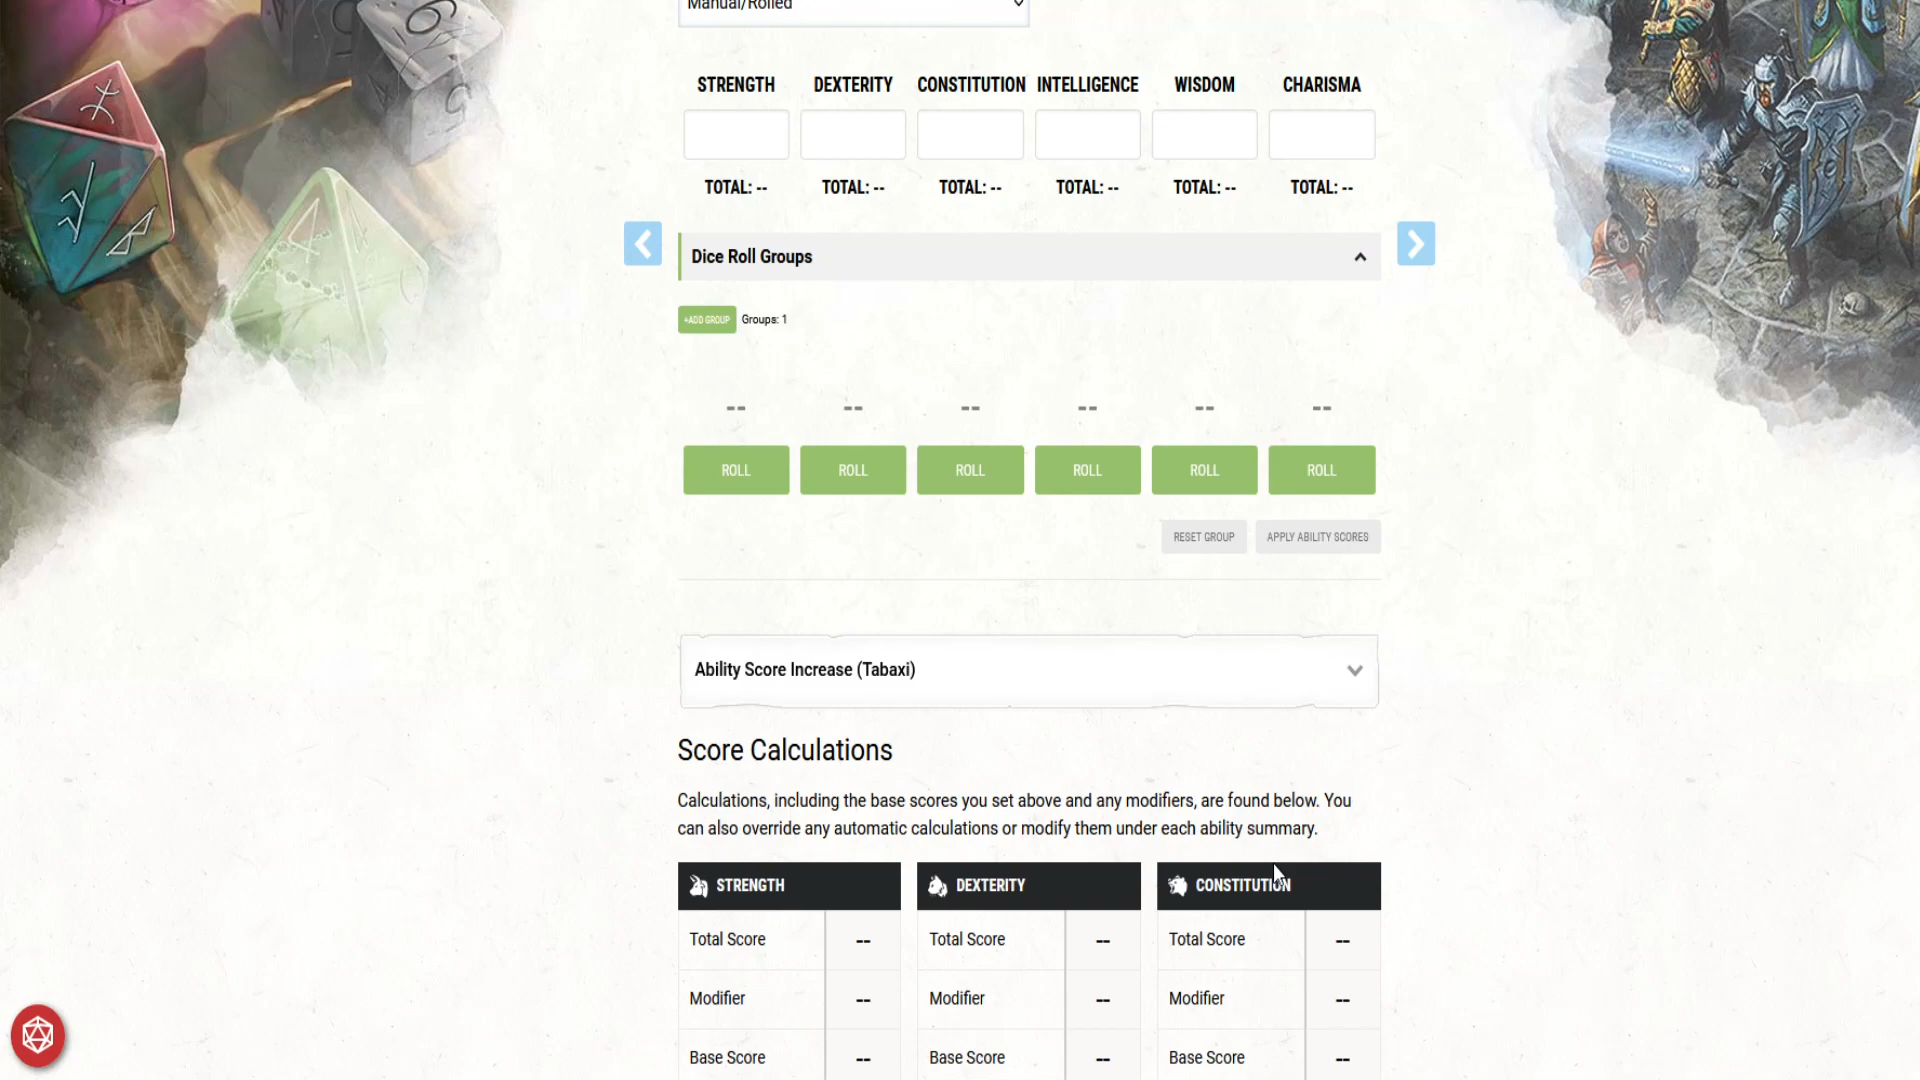 Manual/Rolled
STRENGTH DEXTERITY CONSTITUTION INTELLIGENCE WISDOM CHARISMA
TOTAL: -- TOTAL: -- TOTAL: -- TOTAL: -- TOTAL: -- TOTAL: --
Dice Roll Groups
+ADD GROUP Groups: 1
-- -- -- -- -- --
ROLL ROLL ROLL ROLL ROLL ROLL
RESET GROUP APPLY ABILITY SCORES
Ability Score Increase (Tabaxi)
Score Calculations
Calculations, including the base scores you set above and any modifiers, are found below. You
can also override any automatic calculations or modify them under each ability summary.
STRENGTH DEXTERITY CONSTITUTION
Total Score -- Total Score -- Total Score --
Modifier -- Modifier -- Modifier --
Base Score -- Base Score -- Base Score --